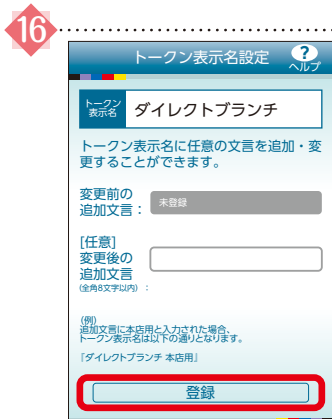 16
トークン表示名設定
?
ヘルプ
トークン
表示名
ダイレクトブランチ
トークン表示名に任意の文言を追加・変
更することができます。
変更前の
追加文言：
未登録
[任意]
変更後の
追加文言
(全角8文字以内)　：
(例)
追加文言に本店用と入力された場合、
トークン表示名は以下の通りとなります。
『ダイレクトブランチ 本店用』
登録